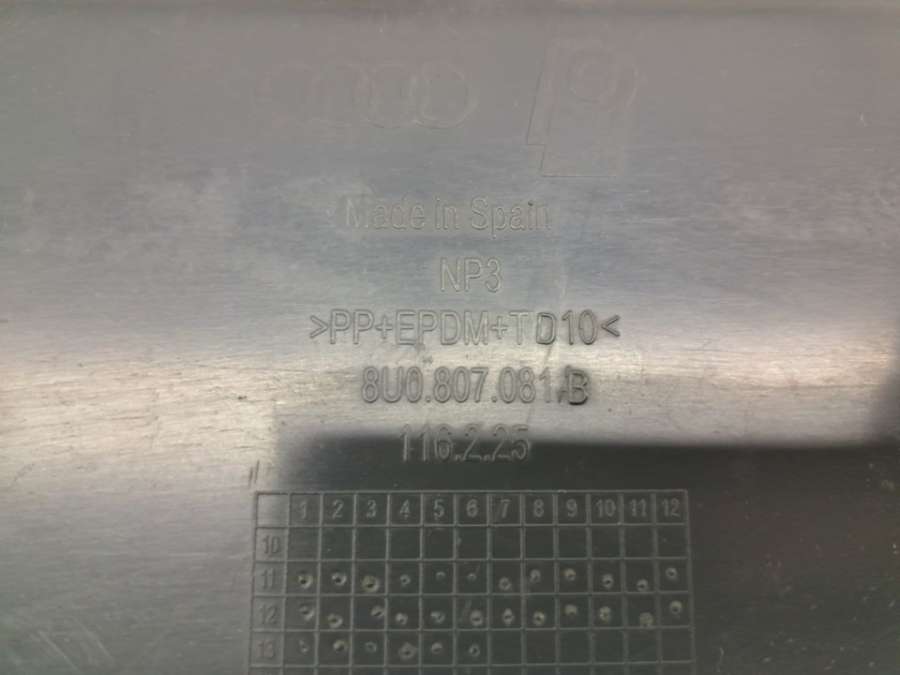 Made in Spain
NP3
>PP+EPDM+TD10<
8U0.807.081/B
116.2.25
1 2 3 4 5 6 7 8 9 10 11 12
10
11
12
13